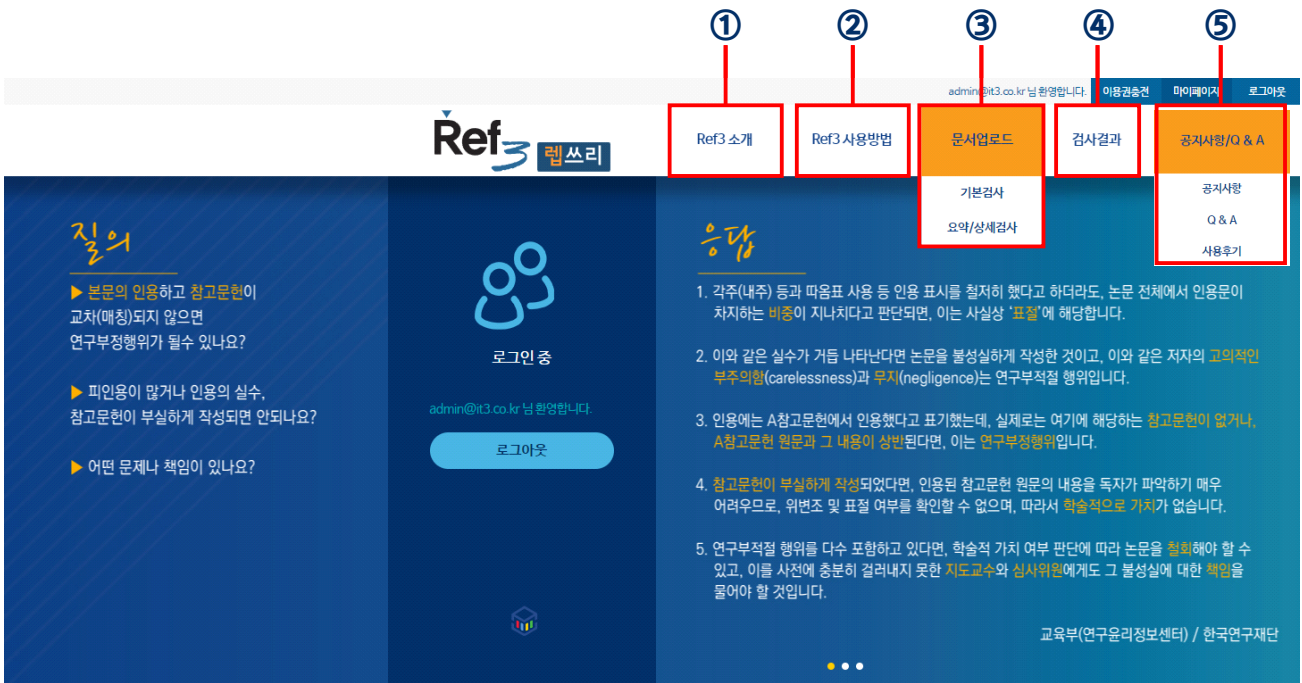 ① ② ③ ④ ⑤
admin@it3.co.kr 님 환영합니다. 이용권충전 마이페이지 로그아웃
Ref3 렙쓰리
Ref3 소개 Ref3 사용방법 문서업로드 검사결과 공지사항/Q & A
기본검사
요약/상세검사
공지사항
Q & A
사용후기
질의
▶ 본문의 인용하고 참고문헌이
교차(매칭)되지 않으면
연구부정행위가 될수 있나요?
▶ 피인용이 많거나 인용의 실수,
참고문헌이 부실하게 작성되면 안되나요?
▶ 어떤 문제나 책임이 있나요?
로그인 중
admin@it3.co.kr 님 환영합니다.
로그아웃
응답
1. 각주(내주) 등과 따옴표 사용 등 인용 표시를 철저히 했다고 하더라도, 논문 전체에서 인용문이
차지하는 비중이 지나치다고 판단되면, 이는 사실상 ‘표절’에 해당합니다.
2. 이와 같은 실수가 거듭 나타난다면 논문을 불성실하게 작성한 것이고, 이와 같은 저자의 고의적인
부주의함(carelessness)과 무지(negligence)는 연구부적절 행위입니다.
3. 인용에는 A참고문헌에서 인용했다고 표기했는데, 실제로는 여기에 해당하는 참고문헌이 없거나,
A참고문헌 원문과 그 내용이 상반된다면, 이는 연구부정행위입니다.
4. 참고문헌이 부실하게 작성되었다면, 인용된 참고문헌 원문의 내용을 독자가 파악하기 매우
어려우므로, 위변조 및 표절 여부를 확인할 수 없으며, 따라서 학술적으로 가치가 없습니다.
5. 연구부적절 행위를 다수 포함하고 있다면, 학술적 가치 여부 판단에 따라 논문을 철회해야 할 수
있고, 이를 사전에 충분히 걸러내지 못한 지도교수와 심사위원에게도 그 불성실에 대한 책임을
물어야 할 것입니다.
교육부(연구윤리정보센터) / 한국연구재단